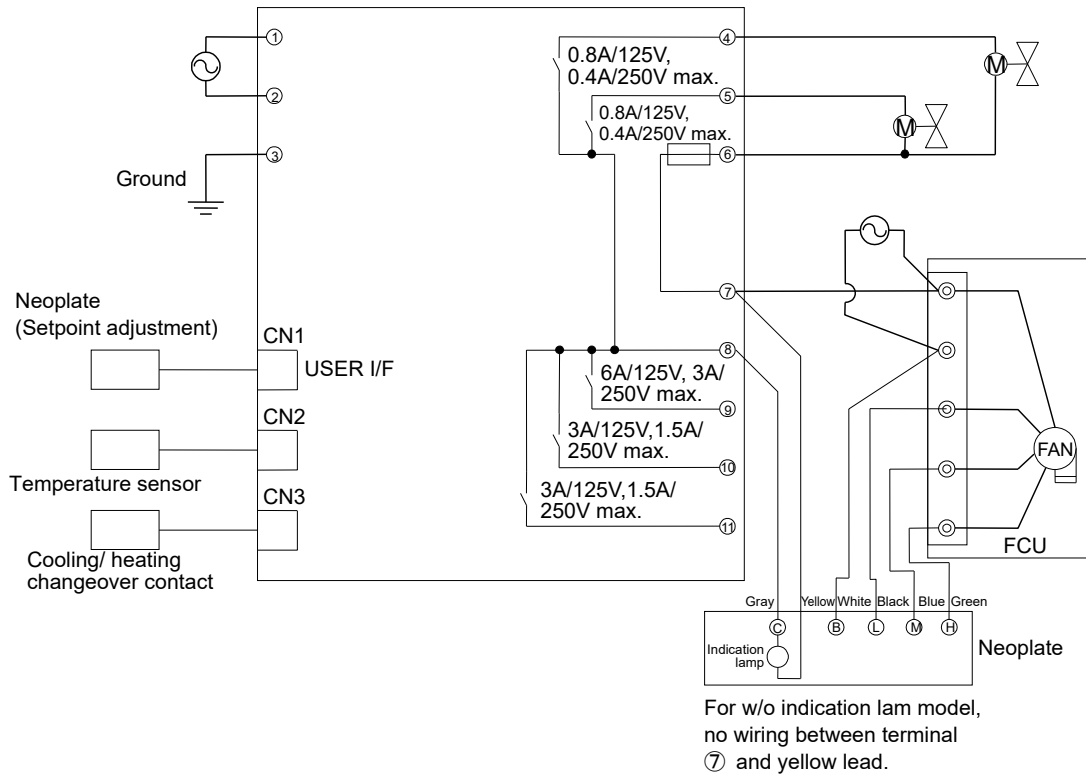 ①
②
③
Ground
0.8A/125V,
0.4A/250V max.
0.8A/125V,
0.4A/250V max.
④
⑤
⑥
M
M
⑦
⑧
⑨
⑩
⑪
6A/125V, 3A/
250V max.
3A/125V,1.5A/
250V max.
3A/125V,1.5A/
250V max.
Neoplate
(Setpoint adjustment)
CN1
USER I/F
CN2
Temperature sensor
CN3
Cooling/ heating
changeover contact
FAN
FCU
Gray Yellow White Black Blue Green
C B L M H
Indication
lamp
Neoplate
For w/o indication lam model,
no wiring between terminal
⑦ and yellow lead.